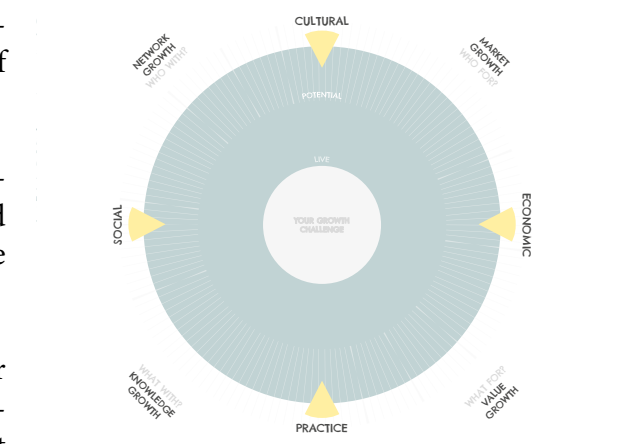 CULTURAL
NETWORK
GROWTH
WHO WITH?
MARKET
GROWTH
WHO FOR?
POTENTIAL
LIVE
SOCIAL
YOUR GROWTH
CHALLENGE
ECONOMIC
WHAT WITH?
KNOWLEDGE
GROWTH
WHAT FOR?
VALUE
GROWTH
PRACTICE